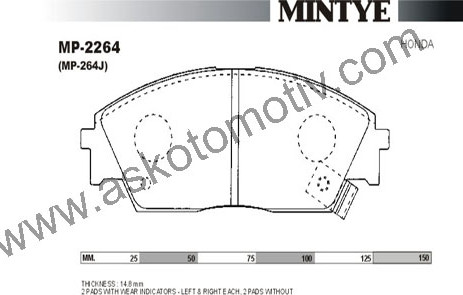 MINTYE
MP-2264
(MP-264J)
HONDA
www.askotomotiv.com
MM. 25 50 75 100 125 150
THICKNESS : 14.8 mm
2 PADS WITH WEAR INDICATORS - LEFT & RIGHT EACH, 2 PADS WITHOUT